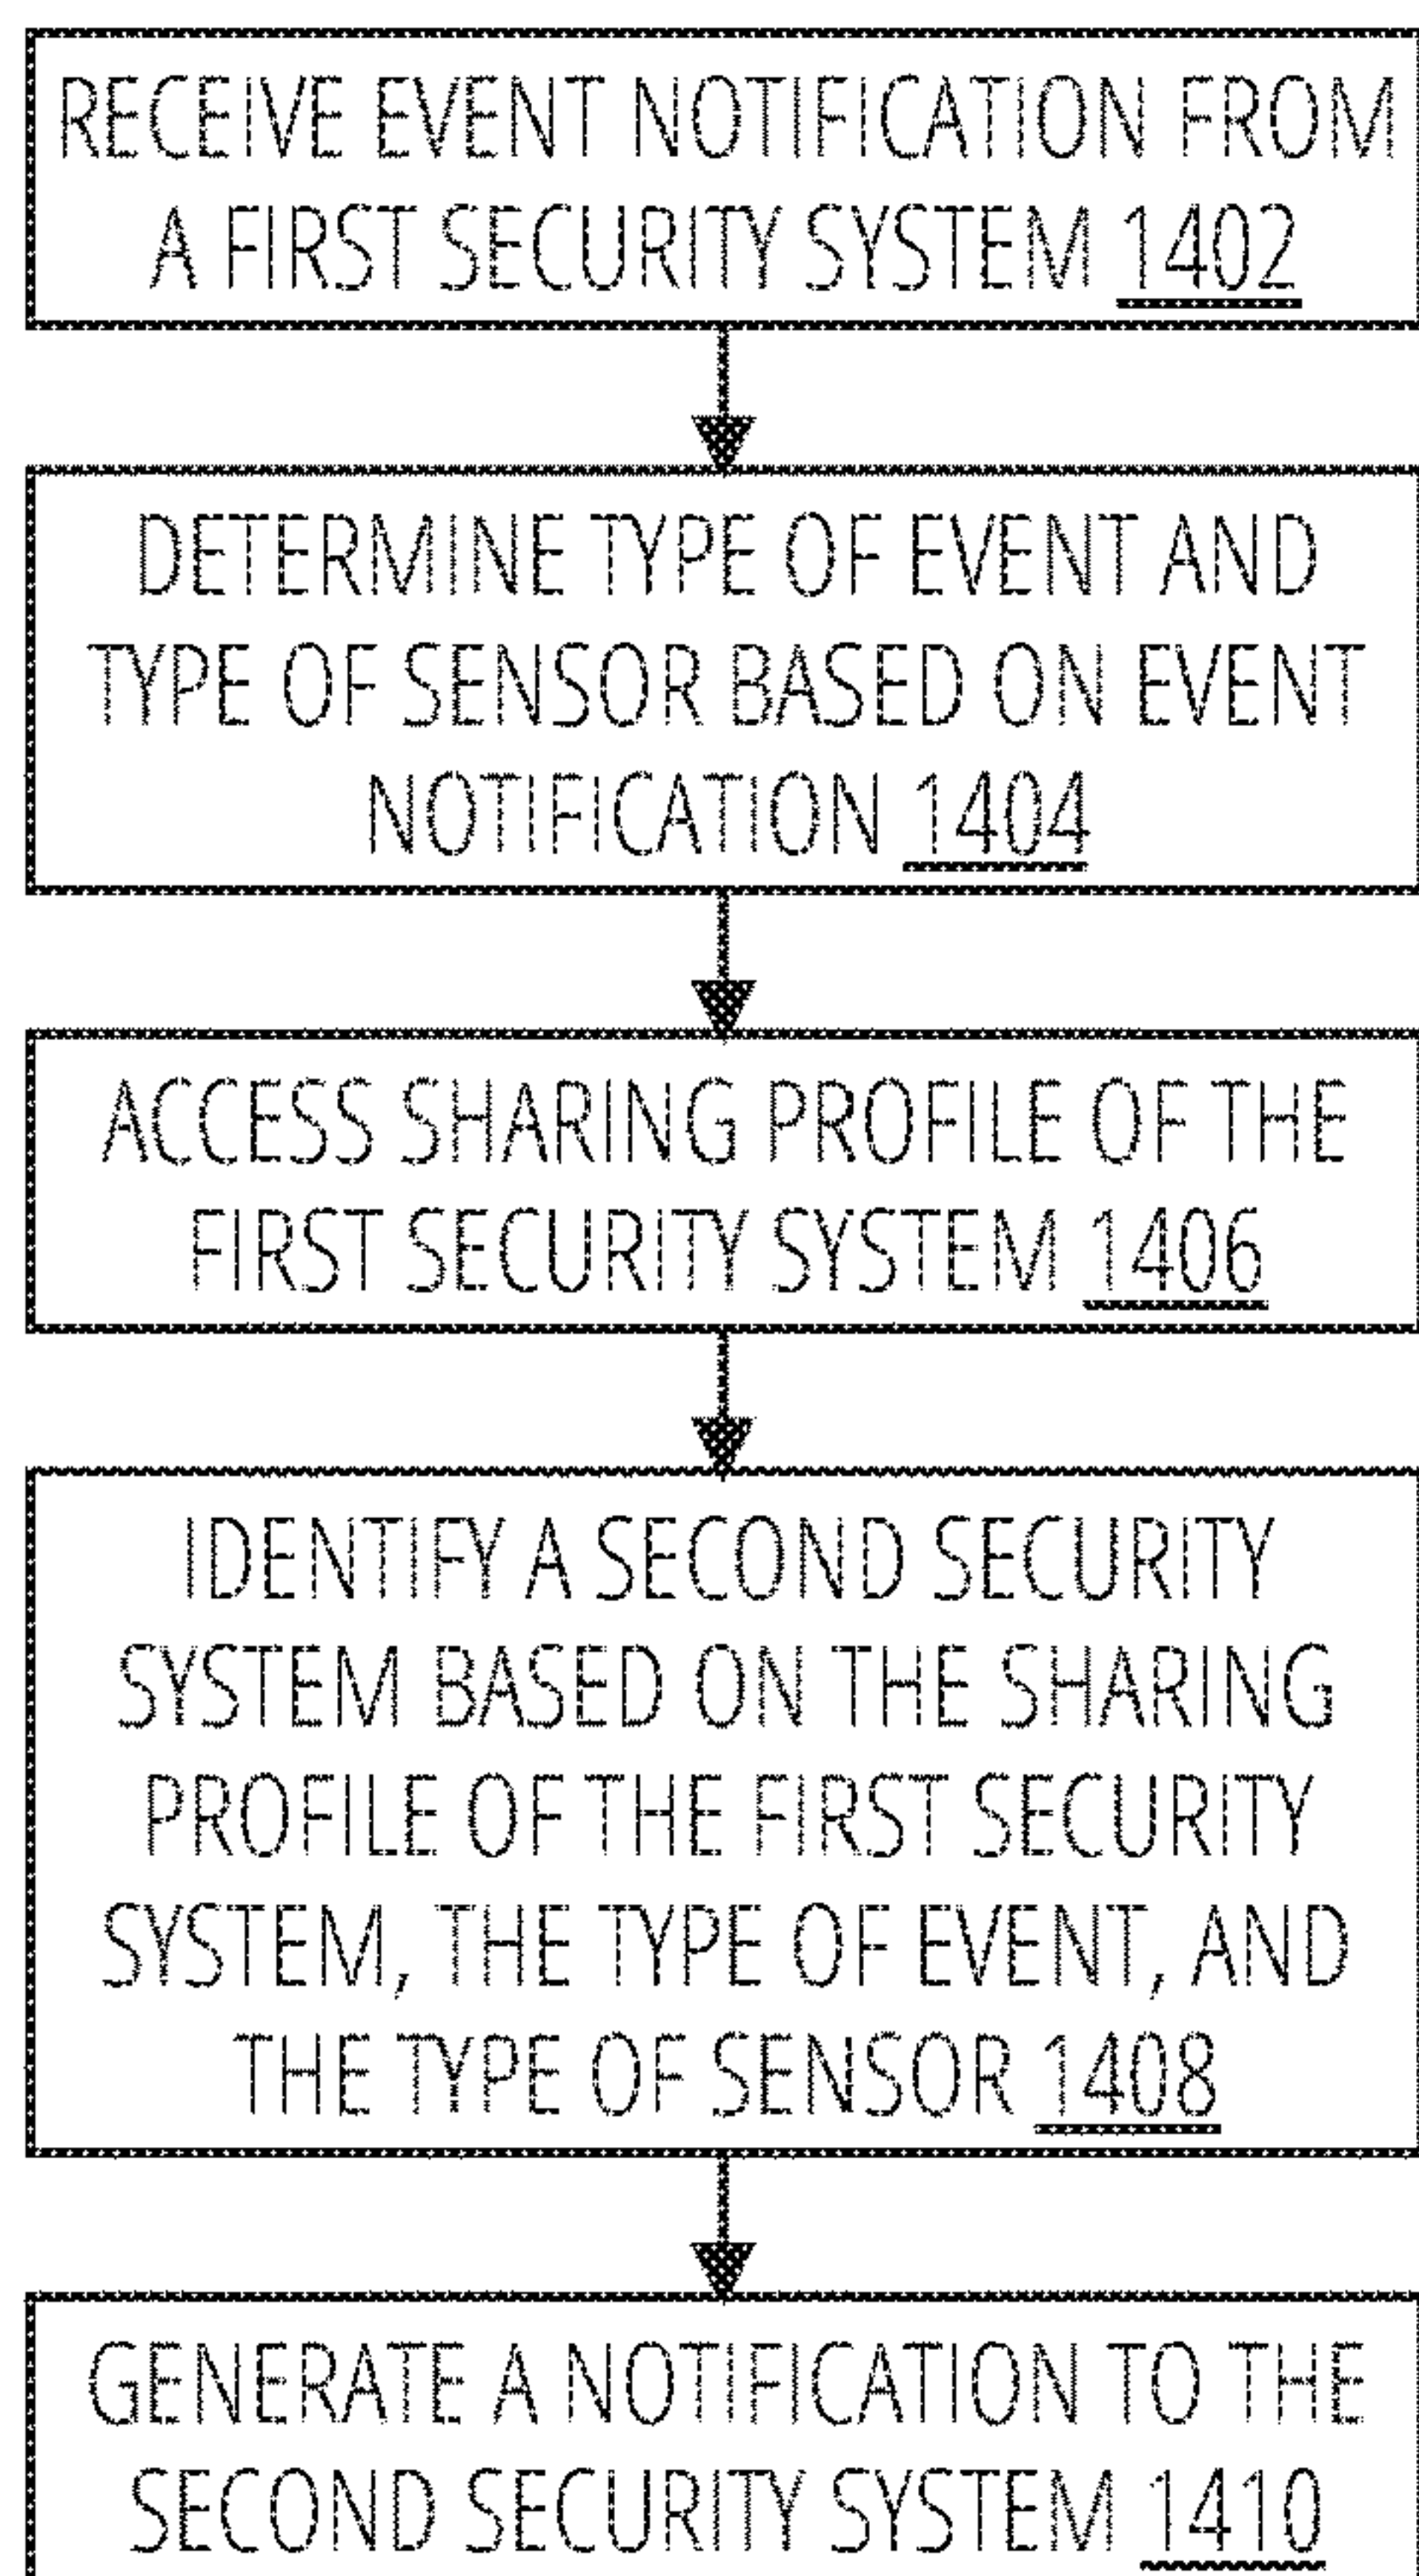 RECEIVE EVENT NOTIFICATION FROM
A FIRST SECURITY SYSTEM 1402
DETERMINE TYPE OF EVENT AND
TYPE OF SENSOR BASED ON EVENT
NOTIFICATION 1404
ACCESS SHARING PROFILE OF THE
FIRST SECURITY SYSTEM 1406
IDENTIFY A SECOND SECURITY
SYSTEM BASED ON THE SHARING
PROFILE OF THE FIRST SECURITY
SYSTEM, THE TYPE OF EVENT, AND
THE TYPE OF SENSOR 1408
GENERATE A NOTIFICATION TO THE
SECOND SECURITY SYSTEM 1410